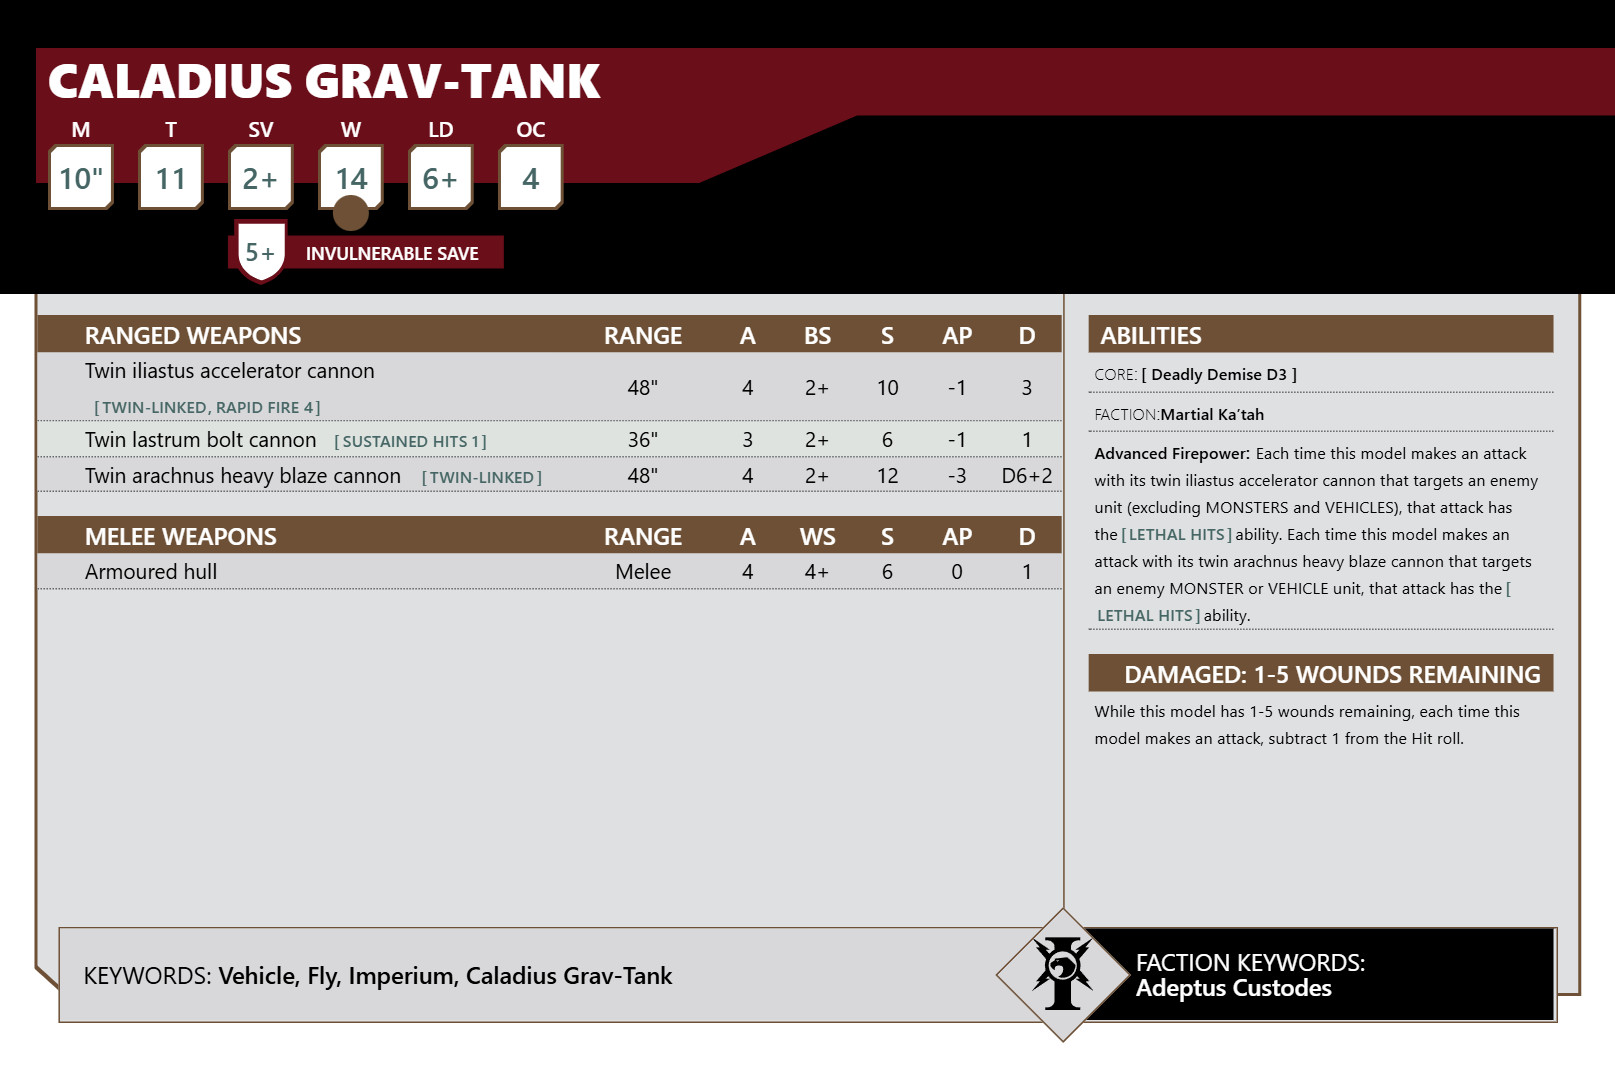 CALADIUS GRAV-TANK
M T SV W LD OC
10" 11 2+ 14 6+ 4
5+ INVULNERABLE SAVE
RANGED WEAPONS RANGE A BS S AP D
Twin iliastus accelerator cannon
[TWIN-LINKED, RAPID FIRE 4] 48" 4 2+ 10 -1 3
Twin lastrum bolt cannon [SUSTAINED HITS 1] 36" 3 2+ 6 -1 1
Twin arachnus heavy blaze cannon [TWIN-LINKED] 48" 4 2+ 12 -3 D6+2
MELEE WEAPONS RANGE A WS S AP D
Armoured hull Melee 4 4+ 6 0 1
ABILITIES
CORE: [ Deadly Demise D3 ]
FACTION:Martial Ka’tah
Advanced Firepower: Each time this model makes an attack
with its twin iliastus accelerator cannon that targets an enemy
unit (excluding MONSTERS and VEHICLES), that attack has
the [LETHAL HITS] ability. Each time this model makes an
attack with its twin arachnus heavy blaze cannon that targets
an enemy MONSTER or VEHICLE unit, that attack has the [
LETHAL HITS] ability.
DAMAGED: 1-5 WOUNDS REMAINING
While this model has 1-5 wounds remaining, each time this
model makes an attack, subtract 1 from the Hit roll.
KEYWORDS: Vehicle, Fly, Imperium, Caladius Grav-Tank
FACTION KEYWORDS:
Adeptus Custodes